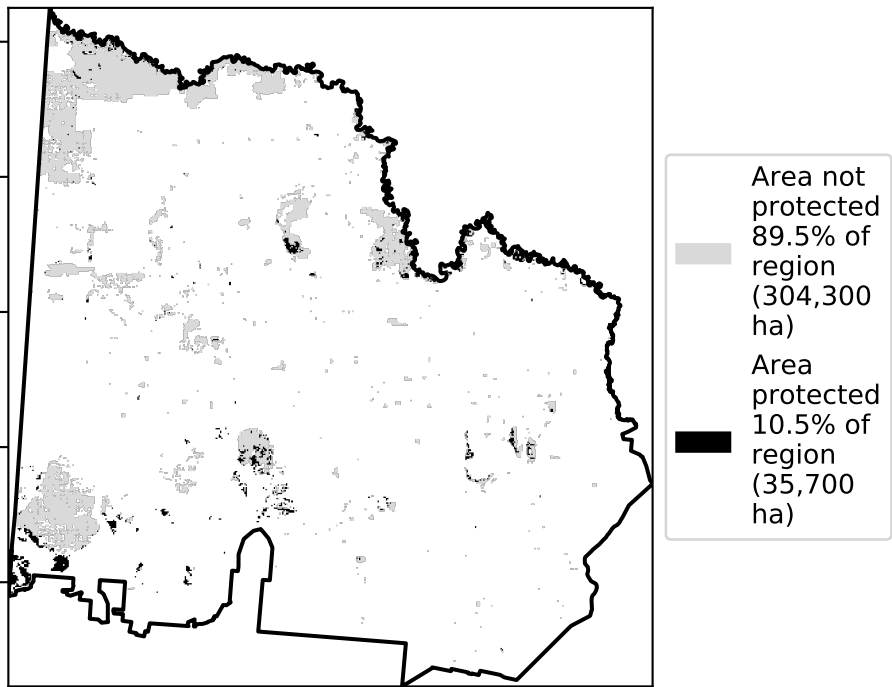 Area not
protected
89.5% of
region
(304,300
ha)
Area
protected
10.5% of
region
(35,700
ha)